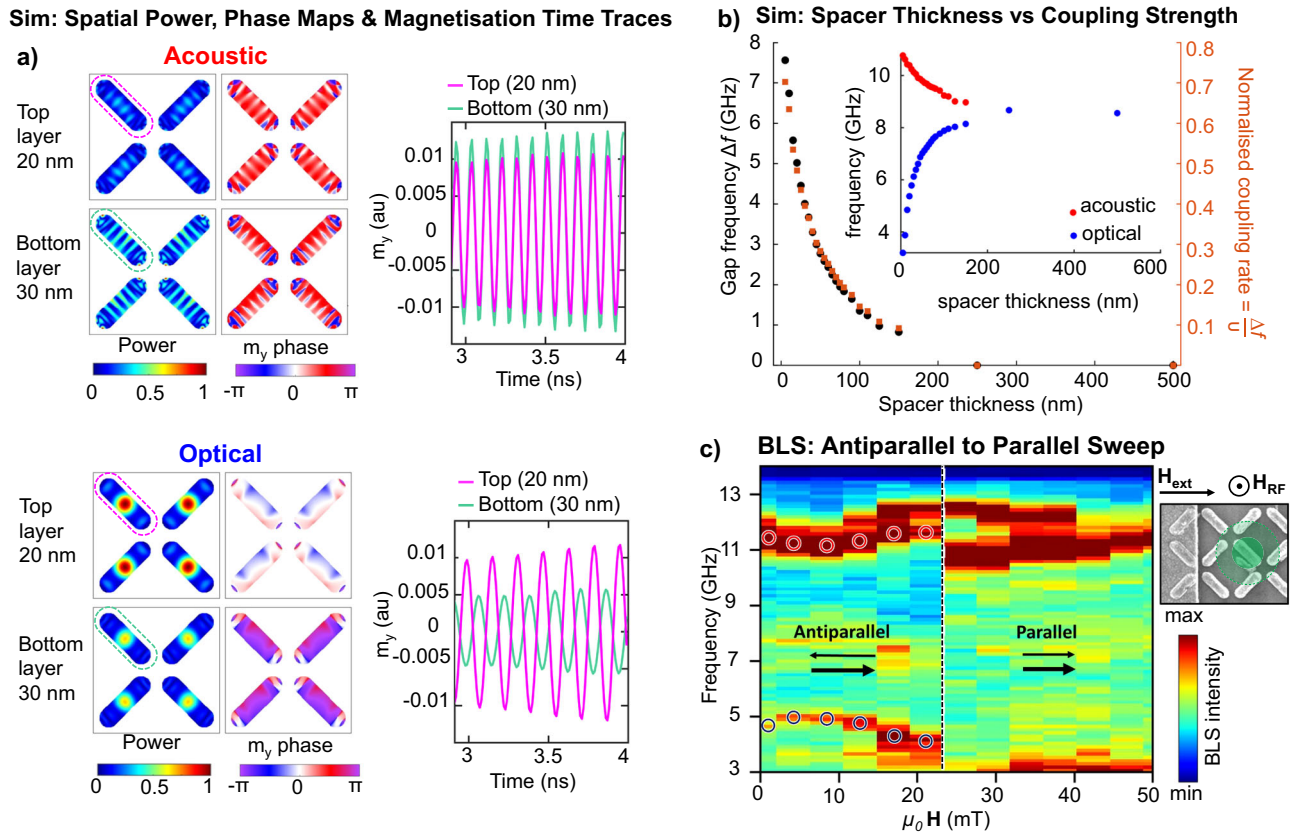 Sim: Spatial Power, Phase Maps & Magnetisation Time Traces
a)
Acoustic
Top
layer
20 nm
Bottom
layer
30 nm
Power
0 0.5 1
m_y phase
-π 0 π
Top (20 nm)
Bottom (30 nm)
m_y (au)
0.01
0.005
0
-0.005
-0.01
3 3.5 4
Time (ns)
Optical
Top
layer
20 nm
Bottom
layer
30 nm
Power
0 0.5 1
m_y phase
-π 0 π
Top (20 nm)
Bottom (30 nm)
m_y (au)
0.01
0.005
0
-0.005
-0.01
3 3.5 4
Time (ns)
b) Sim: Spacer Thickness vs Coupling Strength
Gap frequency Δf (GHz)
8
7
6
5
4
3
2
1
0
0 100 200 300 400 500
Spacer thickness (nm)
Normalised coupling rate = Δf/υ
0.8
0.7
0.6
0.5
0.4
0.3
0.2
0.1
frequency (GHz)
10
8
6
4
0 200 400 600
spacer thickness (nm)
acoustic
optical
c) BLS: Antiparallel to Parallel Sweep
Frequency (GHz)
13
11
9
7
5
3
0 10 20 30 40 50
μ₀ H (mT)
Antiparallel
Parallel
H_ext
H_RF
max
BLS intensity
min